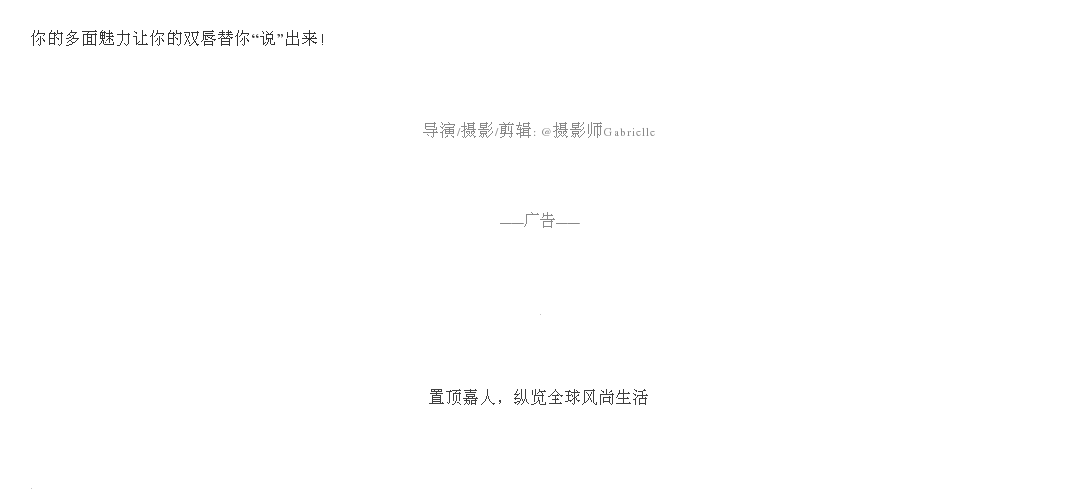 你的多面魅力让你的双唇替你“说”出来！
导演/摄影/剪辑: @摄影师Gabrielle
——广告——
置顶嘉人，纵览全球风尚生活